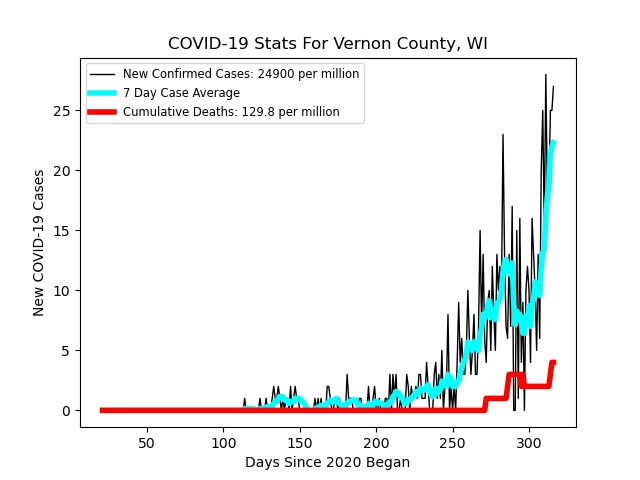 COVID-19 Stats For Vernon County, WI
New Confirmed Cases: 24900 per million
7 Day Case Average
Cumulative Deaths: 129.8 per million
New COVID-19 Cases
25
20
15
10
5
0
50 100 150 200 250 300
Days Since 2020 Began